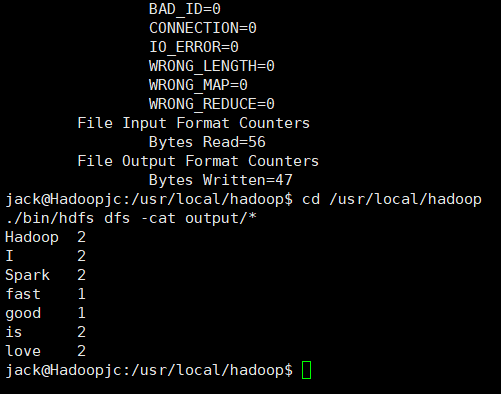 BAD_ID=0
CONNECTION=0
IO_ERROR=0
WRONG_LENGTH=0
WRONG_MAP=0
WRONG_REDUCE=0
File Input Format Counters
Bytes Read=56
File Output Format Counters
Bytes Written=47
jack@Hadoopjc:/usr/local/hadoop$ cd /usr/local/hadoop
./bin/hdfs dfs -cat output/*
Hadoop 2
I 2
Spark 2
fast 1
good 1
is 2
love 2
jack@Hadoopjc:/usr/local/hadoop$